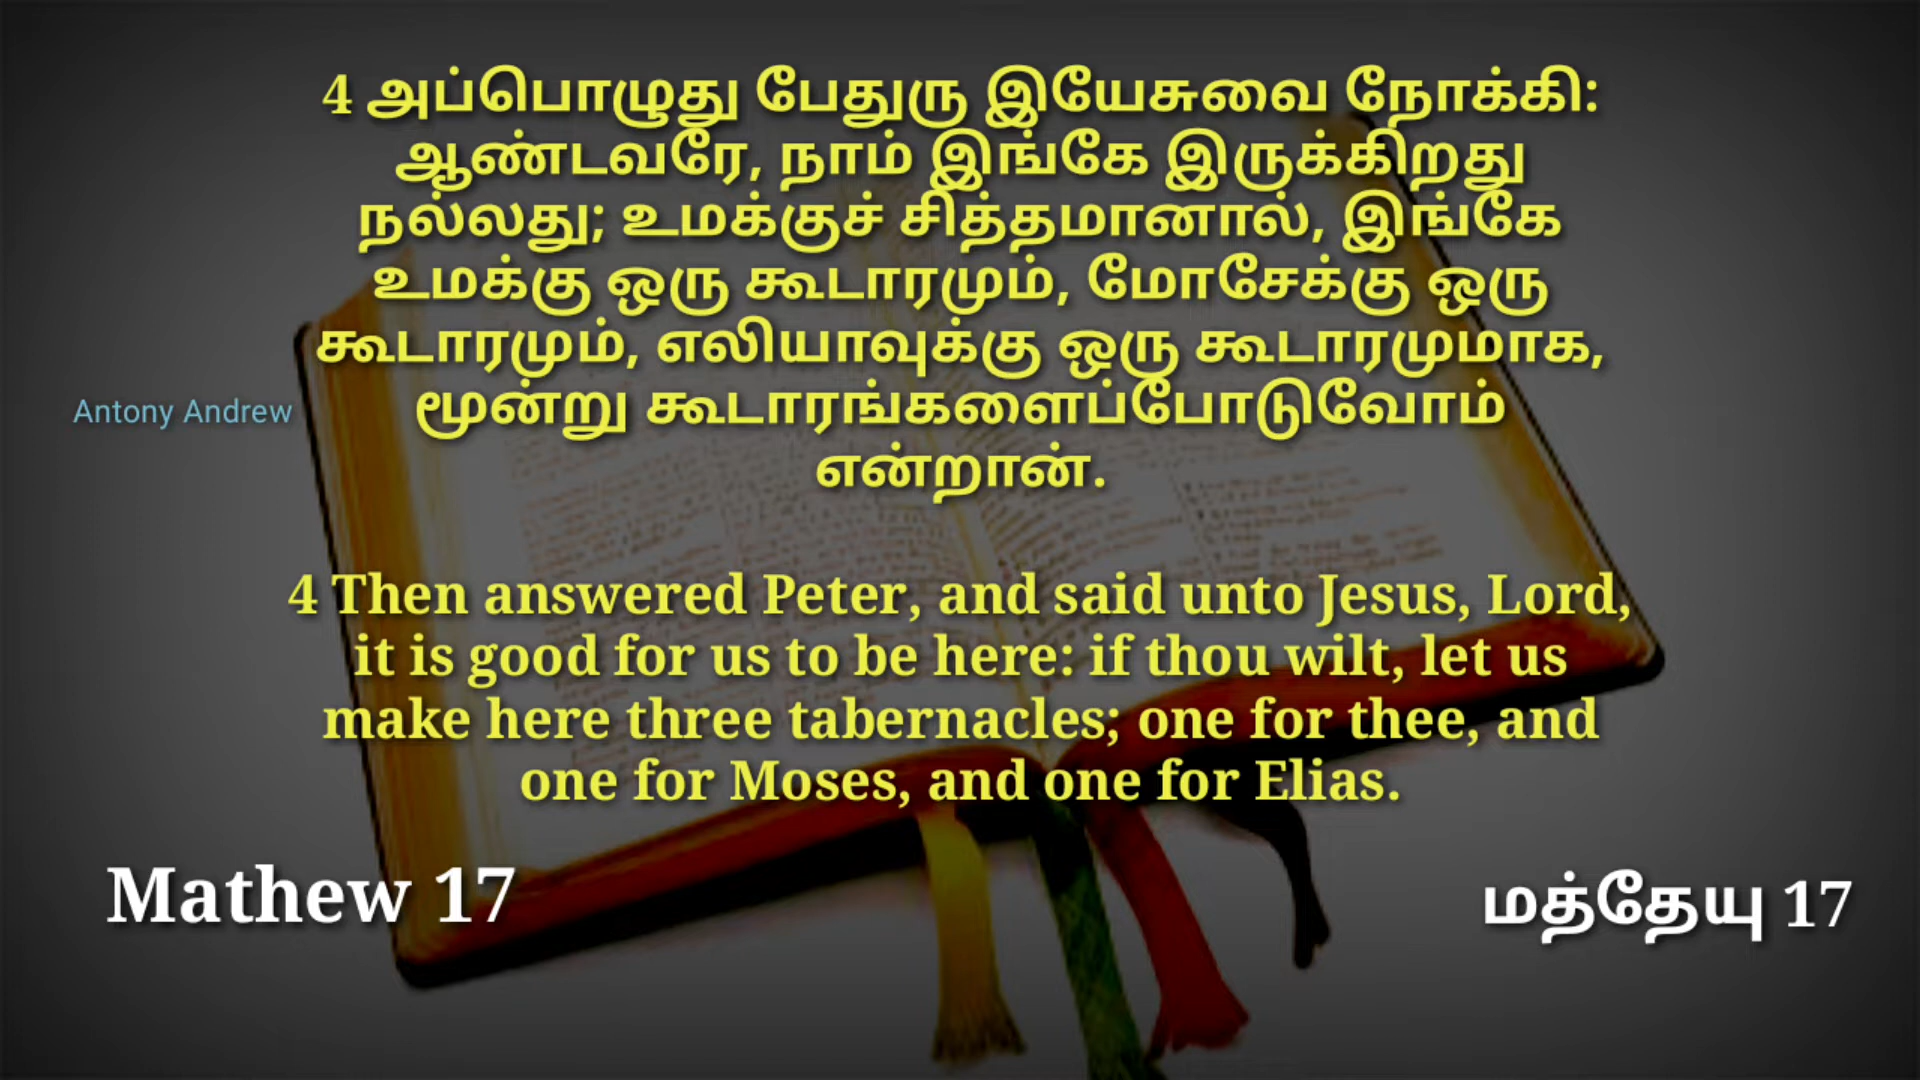 4 அப்பொழுது பேதுரு இயேசுவை நோக்கி:
ஆண்டவரே, நாம் இங்கே இருக்கிறது
நல்லது; உமக்குச் சித்தமானால், இங்கே
உமக்கு ஒரு கூடாரமும், மோசேக்கு ஒரு
கூடாரமும், எலியாவுக்கு ஒரு கூடாரமுமாக,
மூன்று கூடாரங்களைப்போடுவோம்
என்றான்.
Antony Andrew
4 Then answered Peter, and said unto Jesus, Lord,
it is good for us to be here: if thou wilt, let us
make here three tabernacles; one for thee, and
one for Moses, and one for Elias.
Mathew 17
மத்தேயு 17